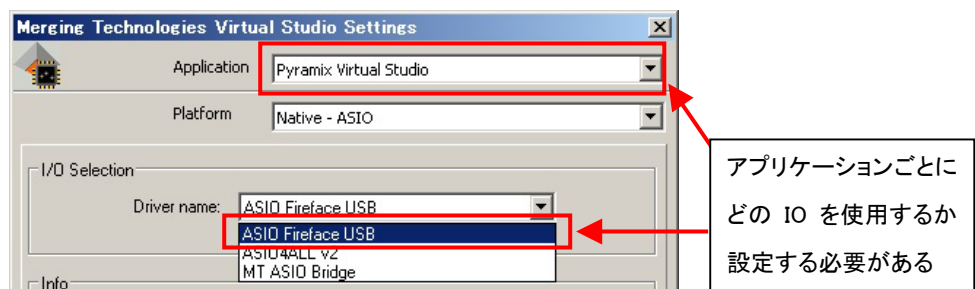 Merging Technologies Virtual Studio Settings
Application
Pyramix Virtual Studio
Platform
Native - ASIO
I/O Selection
Driver name:
ASIO Fireface USB
ASIO Fireface USB
ASIO4ALL v2
MT ASIO Bridge
Info
アプリケーションごとに
どの IO を使用するか
設定する必要がある